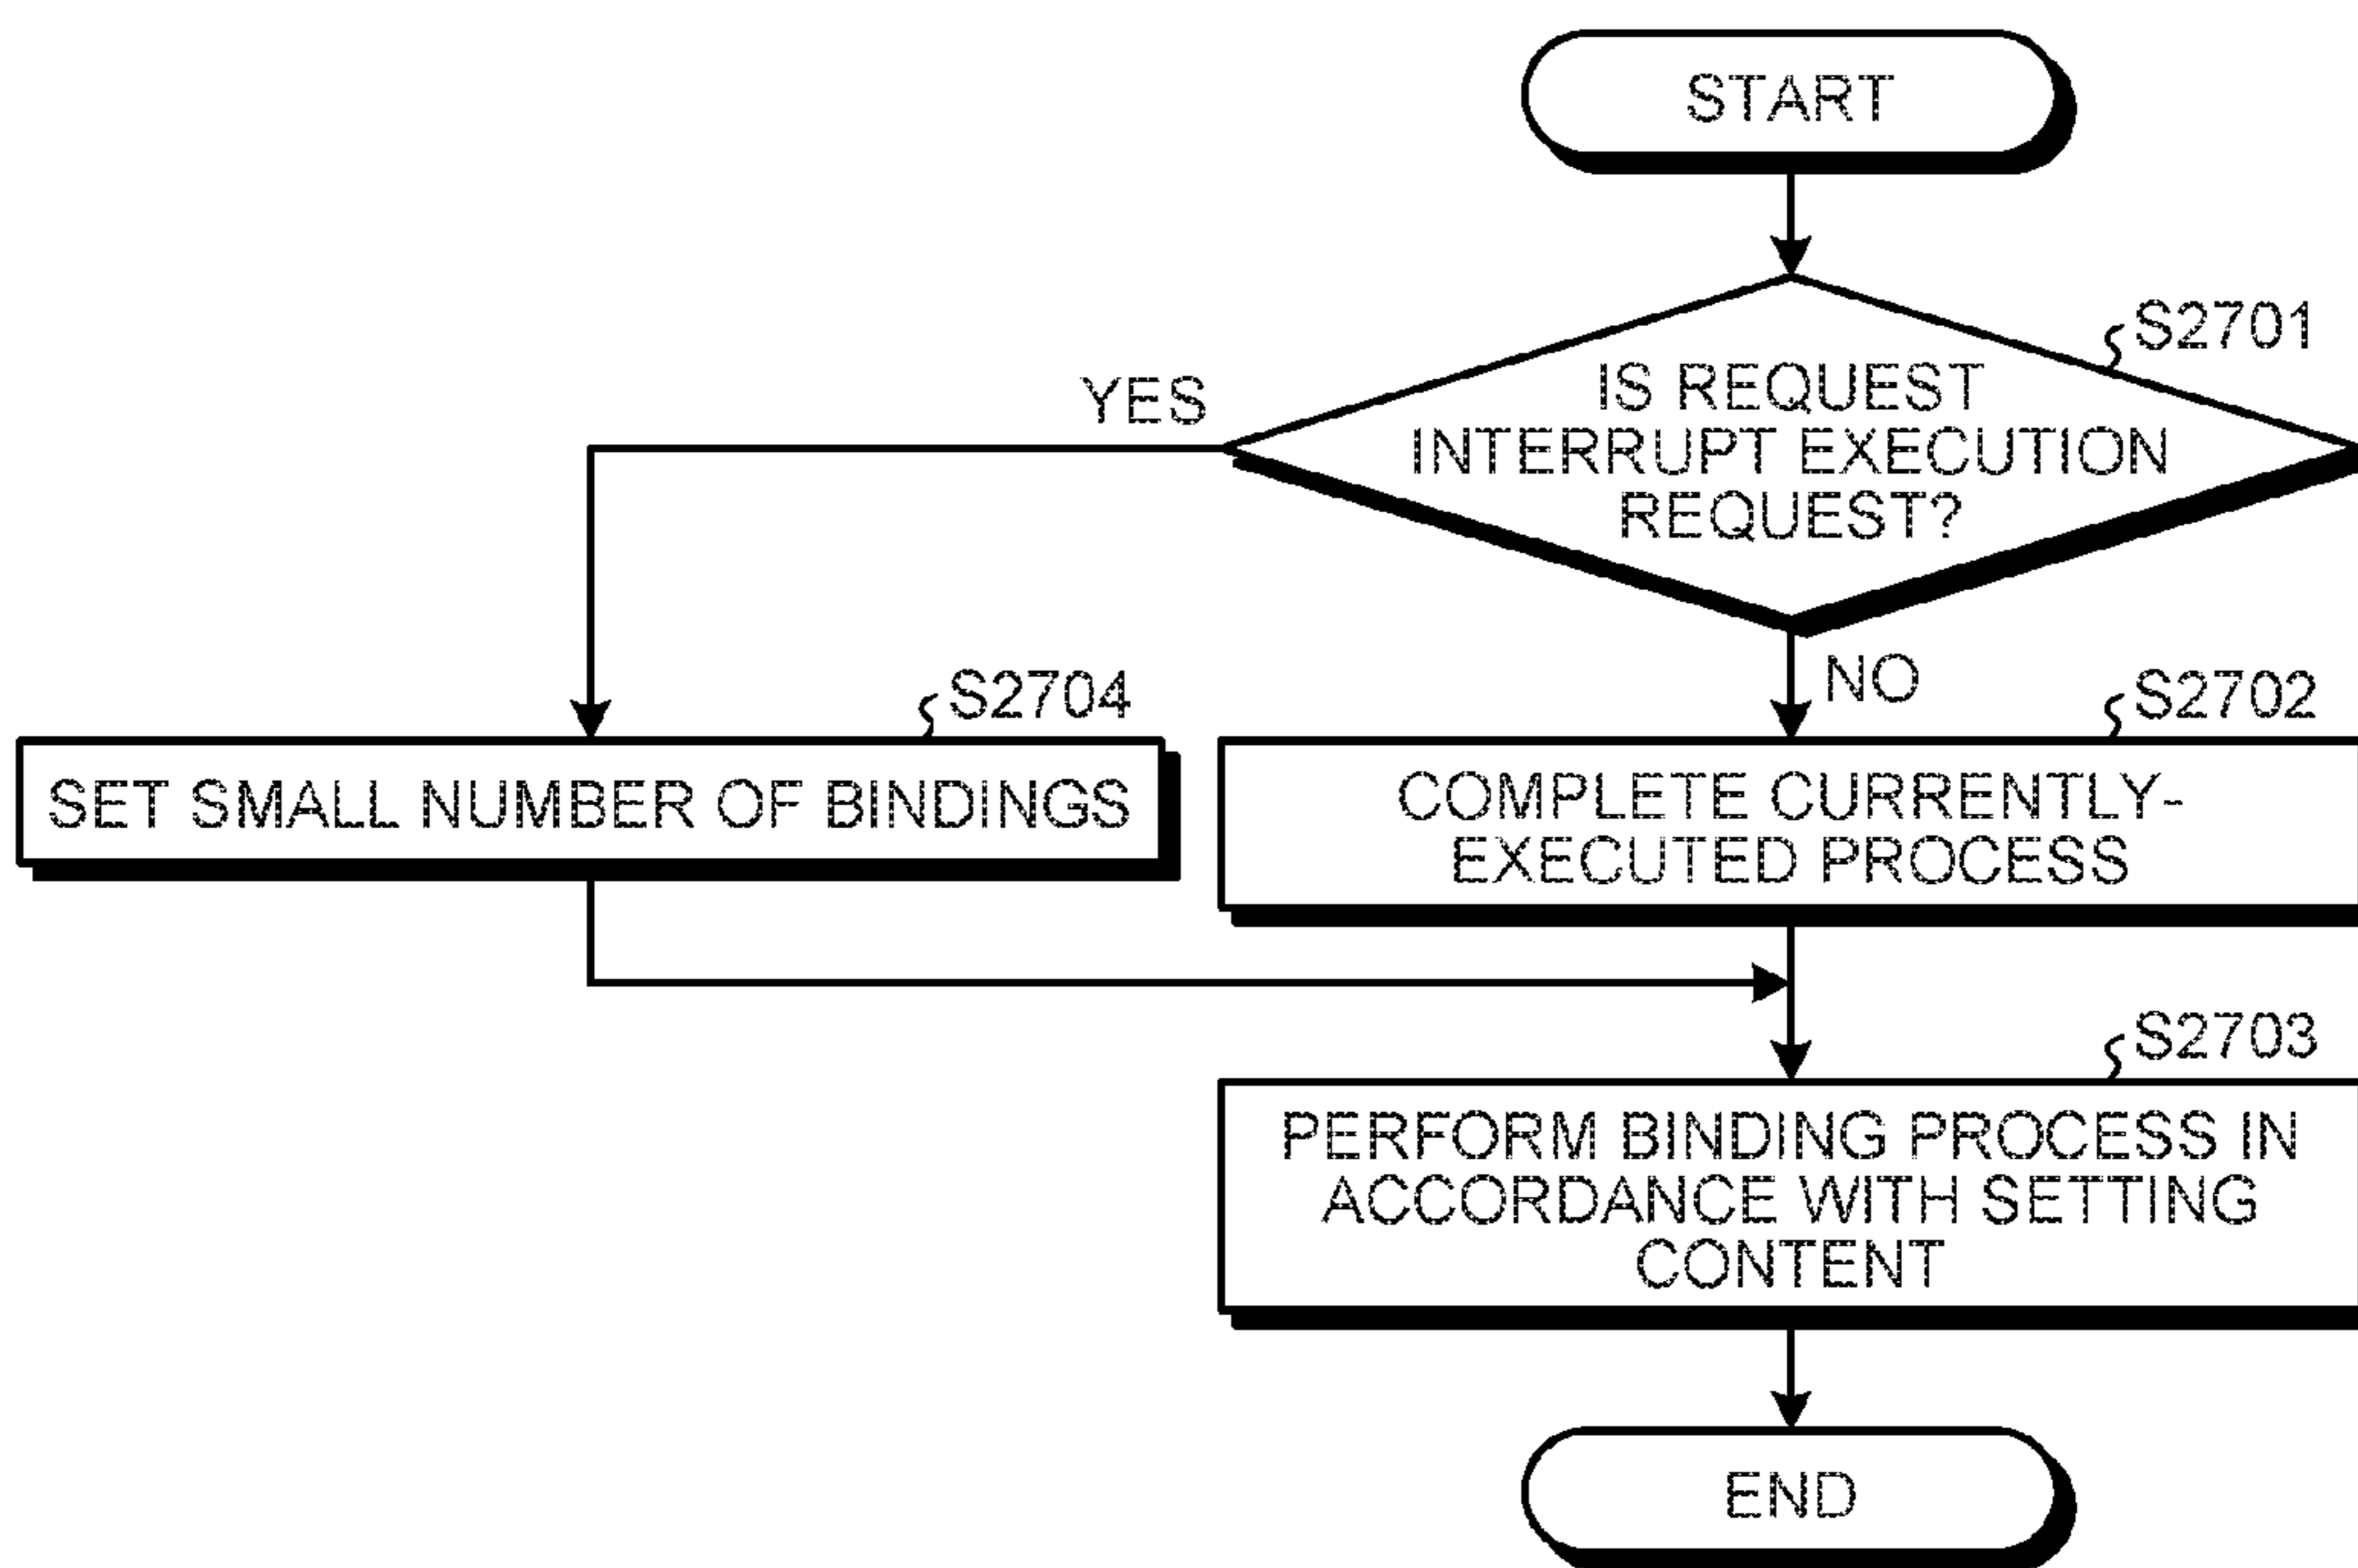 START
S2701
IS REQUEST
INTERRUPT EXECUTION
REQUEST?
YES
NO
S2704
SET SMALL NUMBER OF BINDINGS
S2702
COMPLETE CURRENTLY-
EXECUTED PROCESS
S2703
PERFORM BINDING PROCESS IN
ACCORDANCE WITH SETTING
CONTENT
END